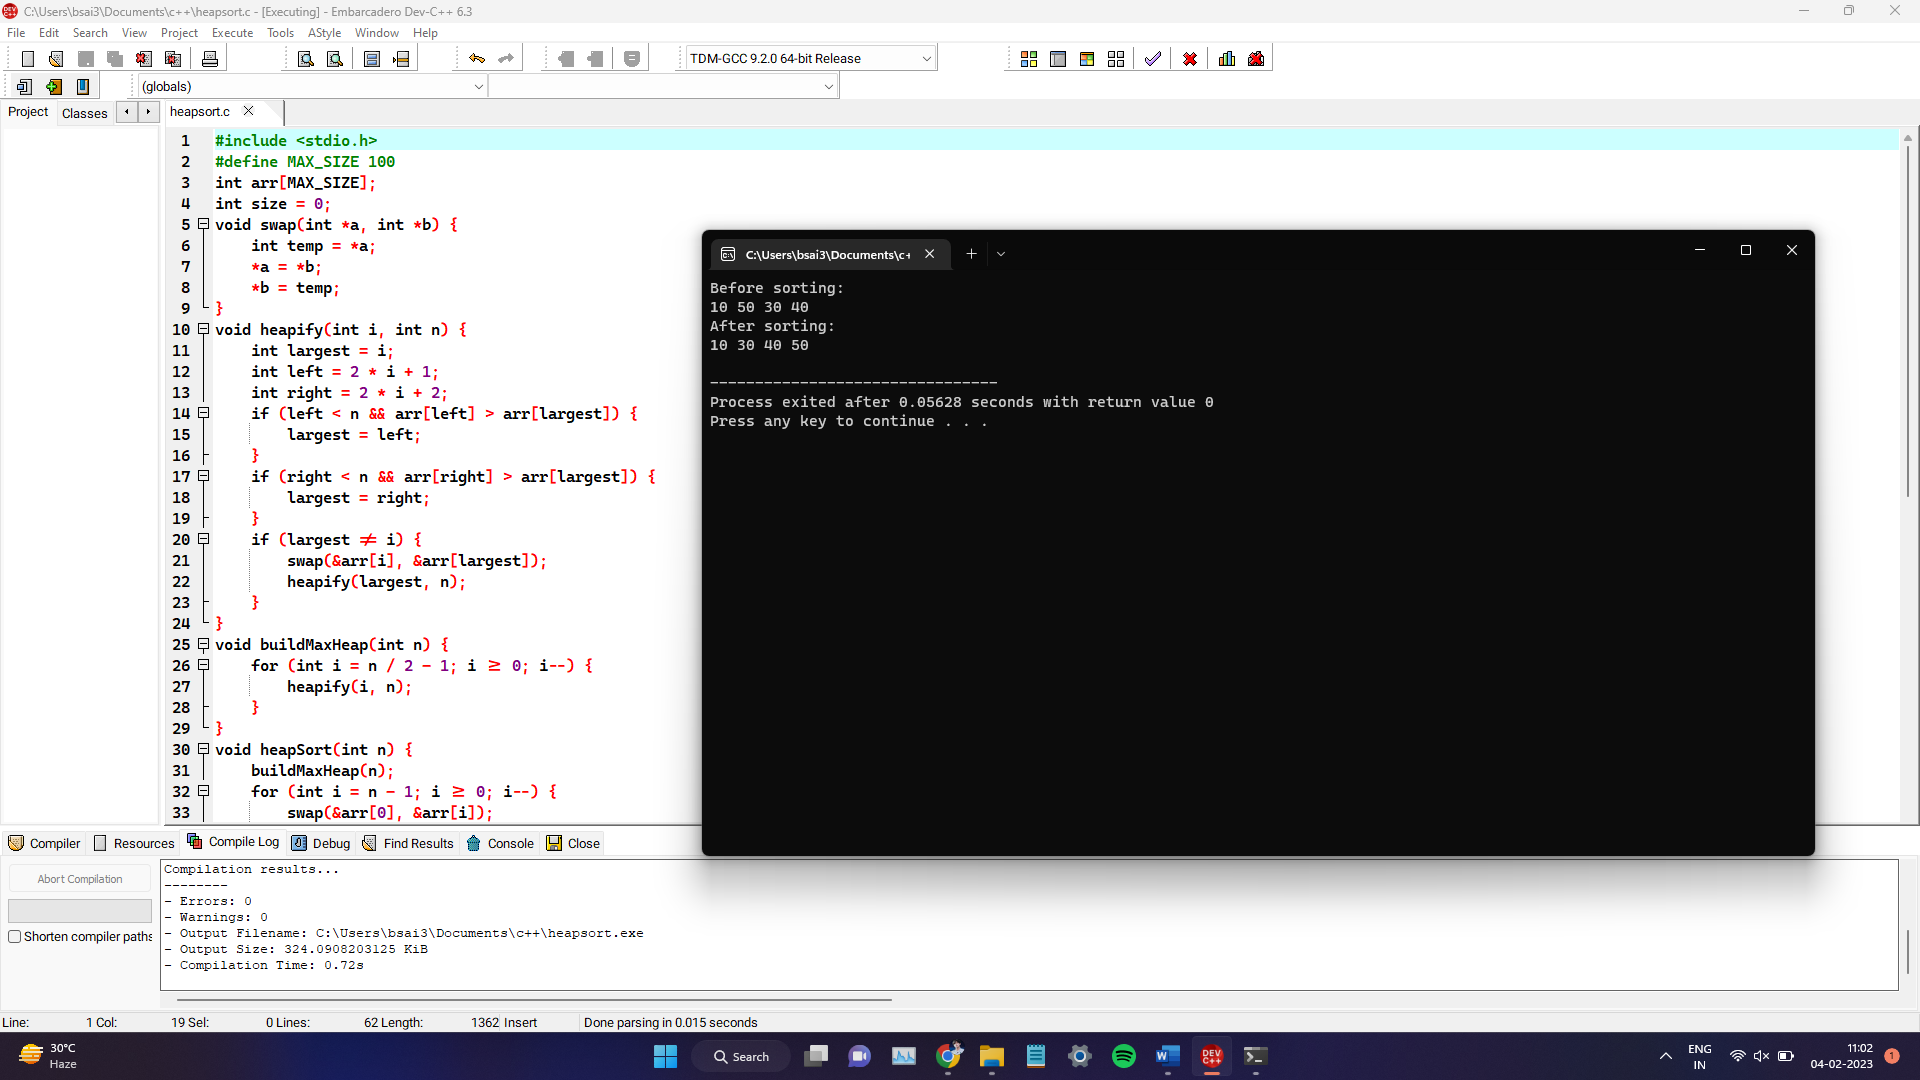 C:\Users\bsai3\Documents\c++\heapsort.c - [Executing] - Embarcadero Dev-C++ 6.3
File Edit Search View Project Execute Tools AStyle Window Help
TDM-GCC 9.2.0 64-bit Release
(globals)
Project Classes heapsort.c
1 #include <stdio.h>
2 #define MAX_SIZE 100
3 int arr[MAX_SIZE];
4 int size = 0;
5 void swap(int *a, int *b) {
6 int temp = *a;
7 *a = *b;
8 *b = temp;
9 }
10 void heapify(int i, int n) {
11 int largest = i;
12 int left = 2 * i + 1;
13 int right = 2 * i + 2;
14 if (left < n && arr[left] > arr[largest]) {
15 largest = left;
16 }
17 if (right < n && arr[right] > arr[largest]) {
18 largest = right;
19 }
20 if (largest ≠ i) {
21 swap(&arr[i], &arr[largest]);
22 heapify(largest, n);
23 }
24 }
25 void buildMaxHeap(int n) {
26 for (int i = n / 2 - 1; i ≥ 0; i--) {
27 heapify(i, n);
28 }
29 }
30 void heapSort(int n) {
31 buildMaxHeap(n);
32 for (int i = n - 1; i ≥ 0; i--) {
33 swap(&arr[0], &arr[i]);
C:\Users\bsai3\Documents\c+
Before sorting:
10 50 30 40
After sorting:
10 30 40 50
--------------------------------
Process exited after 0.05628 seconds with return value 0
Press any key to continue . . .
Compiler Resources Compile Log Debug Find Results Console Close
Abort Compilation
Shorten compiler paths
Compilation results...
--------
- Errors: 0
- Warnings: 0
- Output Filename: C:\Users\bsai3\Documents\c++\heapsort.exe
- Output Size: 324.0908203125 KiB
- Compilation Time: 0.72s
Line: 1 Col: 19 Sel: 0 Lines: 62 Length: 1362 Insert Done parsing in 0.015 seconds
30°C
Haze
Search
DEV C++
ENG
IN
11:02
04-02-2023
1